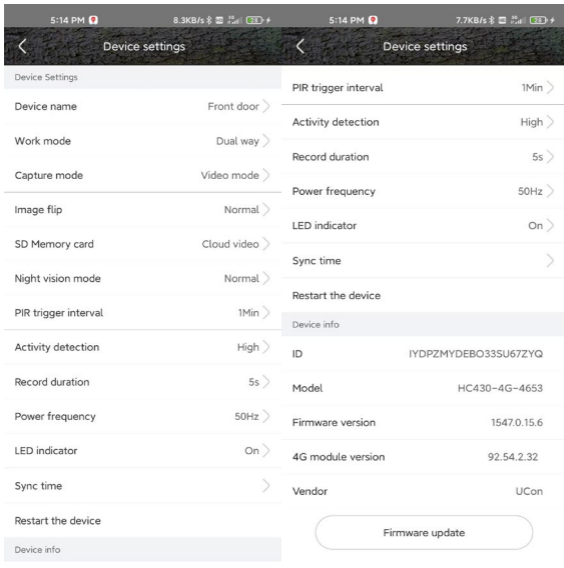 5:14 PM 8.3KB/s
Device settings
Device Settings
Device name Front door
Work mode Dual way
Capture mode Video mode
Image flip Normal
SD Memory card Cloud video
Night vision mode Normal
PIR trigger interval 1Min
Activity detection High
Record duration 5s
Power frequency 50Hz
LED indicator On
Sync time
Restart the device
Device info
5:14 PM 7.7KB/s
Device settings
PIR trigger interval 1Min
Activity detection High
Record duration 5s
Power frequency 50Hz
LED indicator On
Sync time
Restart the device
Device info
ID IYDPZMYDEBO33SU67ZYQ
Model HC430-4G-4653
Firmware version 1547.0.15.6
4G module version 92.54.2.32
Vendor UCon
Firmware update